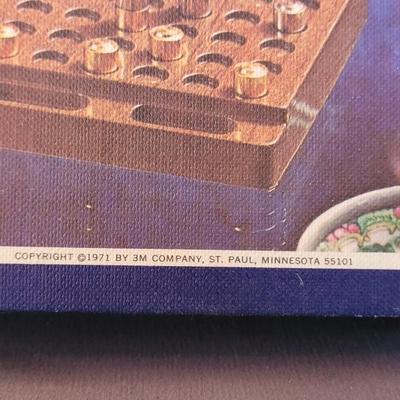 COPYRIGHT ©1971 BY 3M COMPANY, ST. PAUL, MINNESOTA 55101